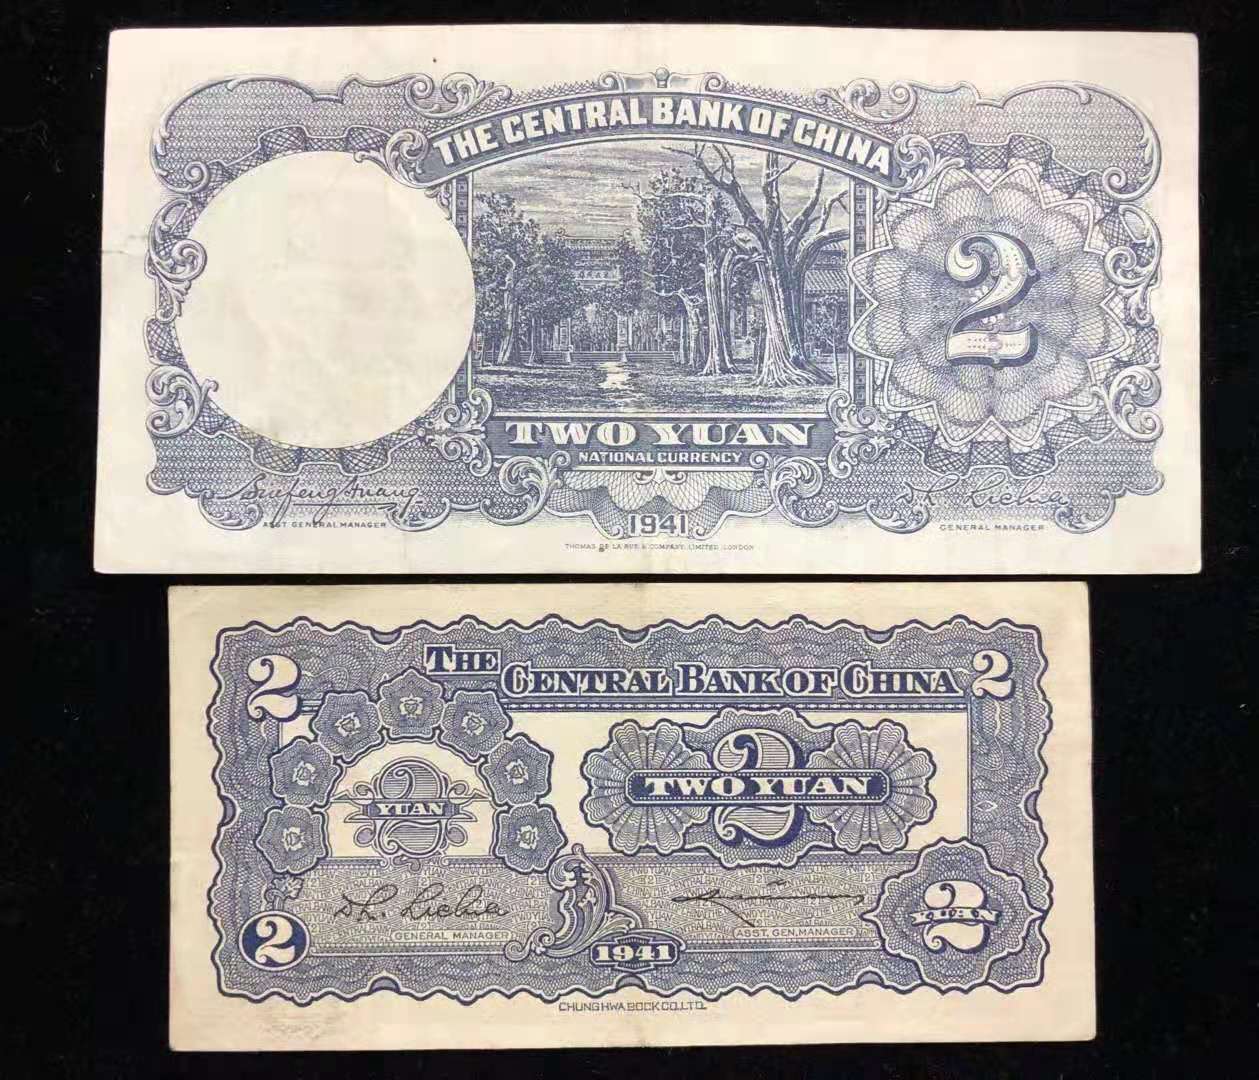 THE CENTRAL BANK OF CHINA
2
TWO YUAN
NATIONAL CURRENCY
ASST GENERAL MANAGER
GENERAL MANAGER
1941
THOMAS DE LA RUE & COMPANY, LIMITED, LONDON
2
THE CENTRAL BANK OF CHINA
2
2
YUAN
2
TWO YUAN
2
YUAN
GENERAL MANAGER
ASST. GEN, MANAGER
2
1941
CHUNG HWA BOOK CO. LTD.